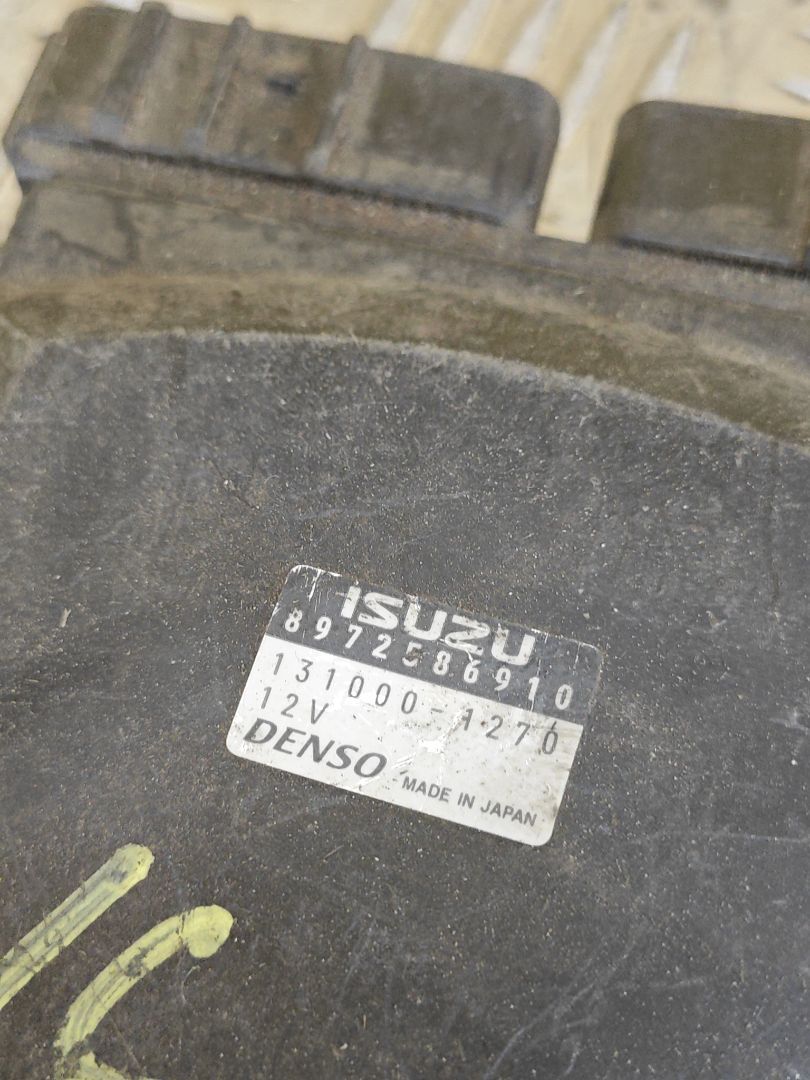 ISUZU
8972586910
131000-1270
12V
DENSO MADE IN JAPAN